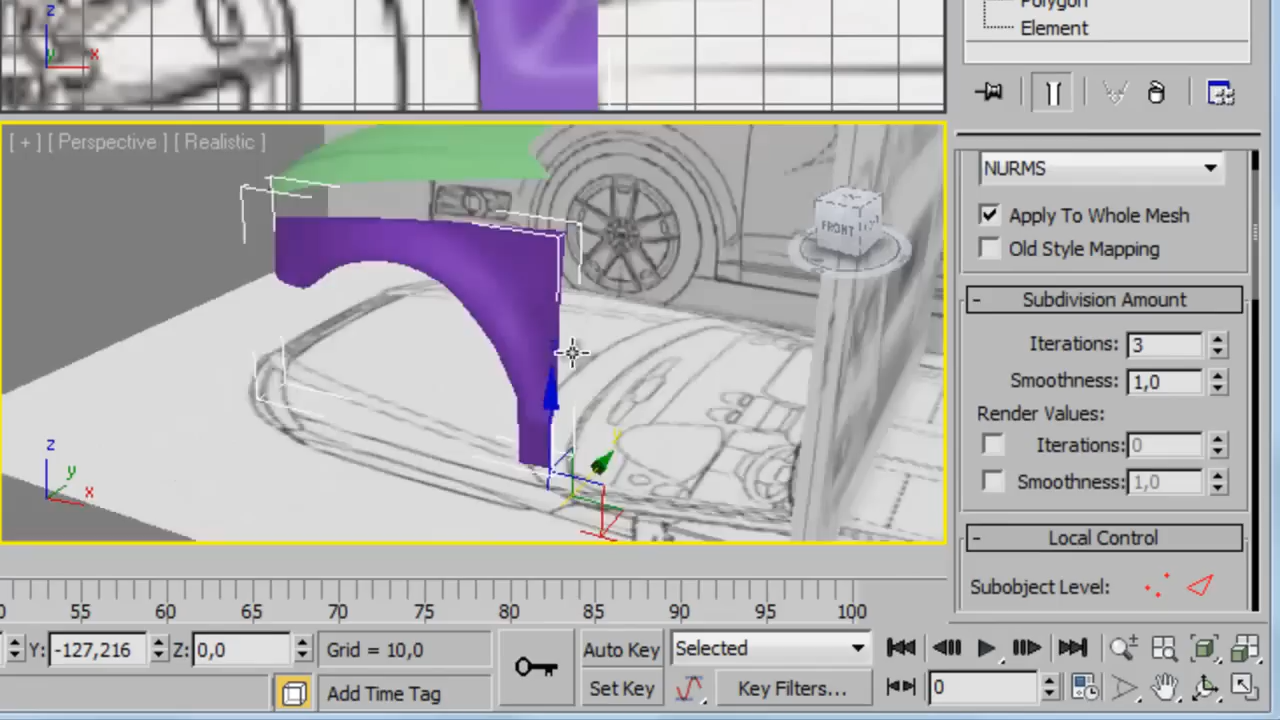 z
x
Polygon
Element
[ + ] [ Perspective ] [ Realistic ]
FRONT
z
y
x
NURMS
Apply To Whole Mesh
Old Style Mapping
- Subdivision Amount
Iterations: 3
Smoothness: 1,0
Render Values:
Iterations: 0
Smoothness: 1,0
- Local Control
Subobject Level:
55 60 65 70 75 80 85 90 95 100
Y: -127,216 Z: 0,0 Grid = 10,0 Auto Key Selected
Add Time Tag Set Key Key Filters... 0